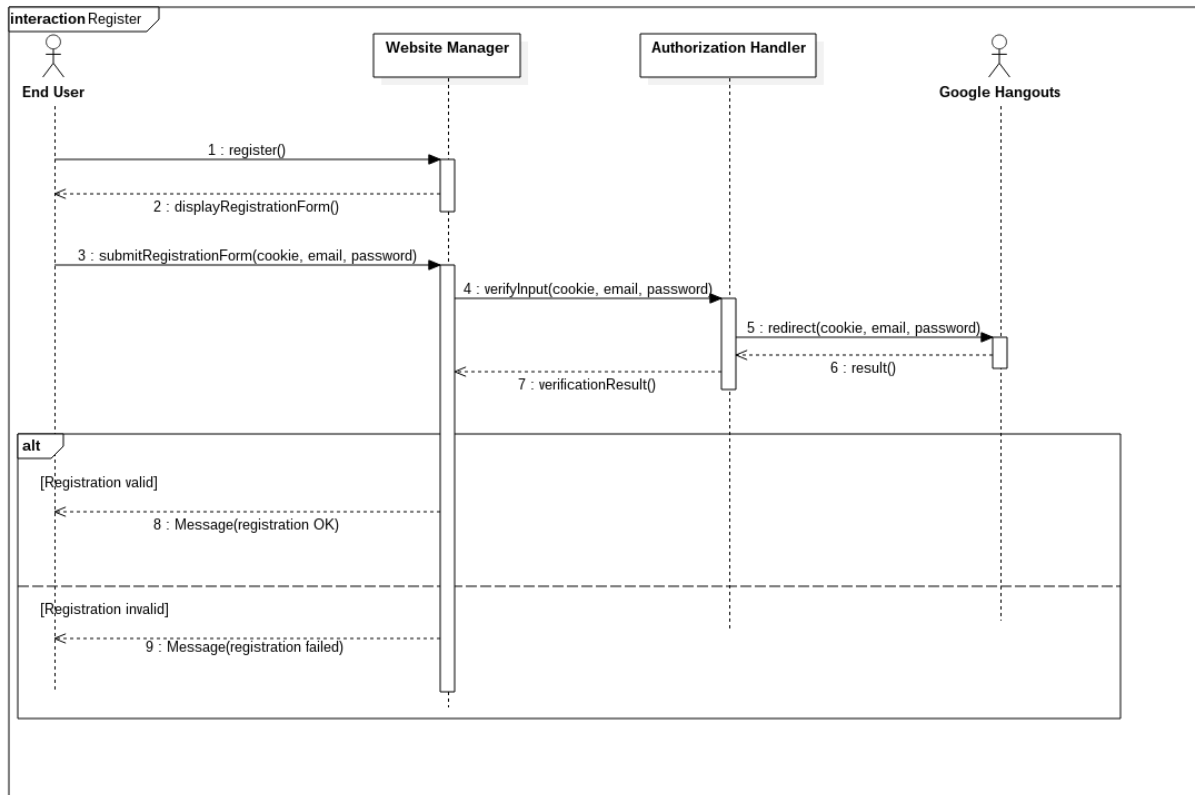 interaction Register
End User
Website Manager
Authorization Handler
Google Hangouts
1 : register()
2 : displayRegistrationForm()
3 : submitRegistrationForm(cookie, email, password)
4 : verifyInput(cookie, email, password)
5 : redirect(cookie, email, password)
6 : result()
7 : verificationResult()
alt
[Registration valid]
8 : Message(registration OK)
[Registration invalid]
9 : Message(registration failed)